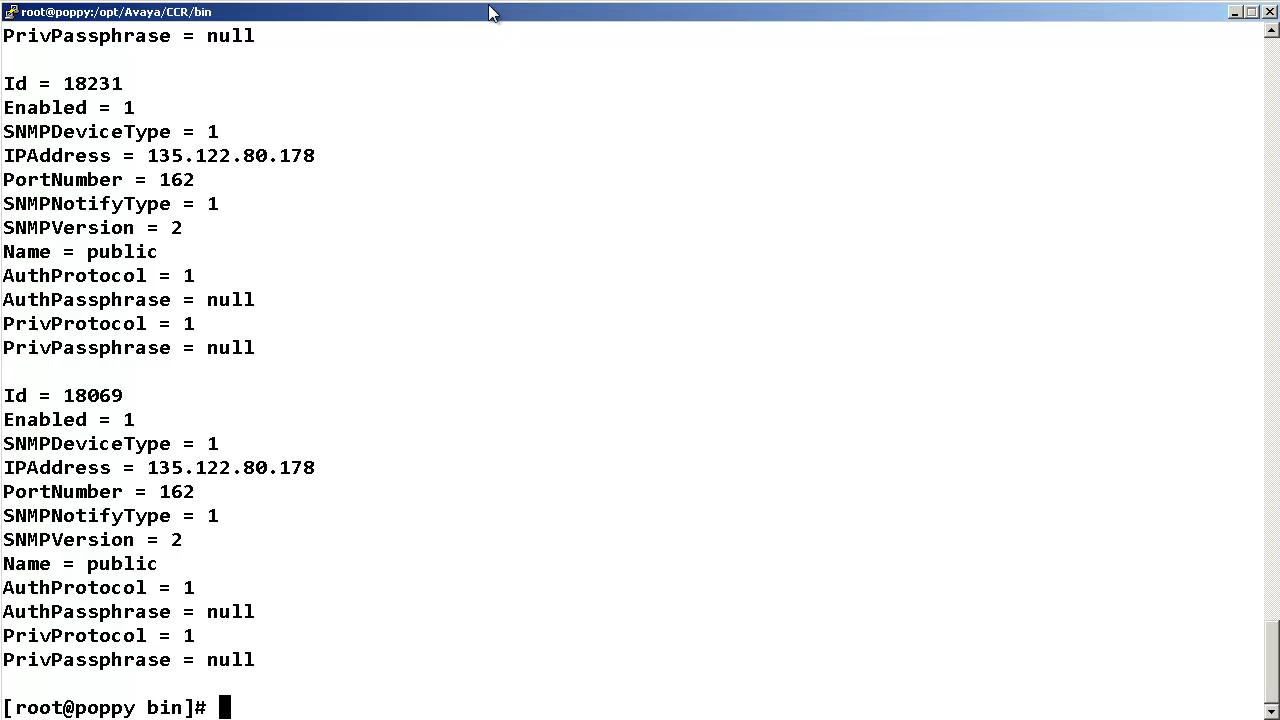 root@poppy:/opt/Avaya/CCR/bin
PrivPassphrase = null
Id = 18231
Enabled = 1
SNMPDeviceType = 1
IPAddress = 135.122.80.178
PortNumber = 162
SNMPNotifyType = 1
SNMPVersion = 2
Name = public
AuthProtocol = 1
AuthPassphrase = null
PrivProtocol = 1
PrivPassphrase = null
Id = 18069
Enabled = 1
SNMPDeviceType = 1
IPAddress = 135.122.80.178
PortNumber = 162
SNMPNotifyType = 1
SNMPVersion = 2
Name = public
AuthProtocol = 1
AuthPassphrase = null
PrivProtocol = 1
PrivPassphrase = null
[root@poppy bin]#